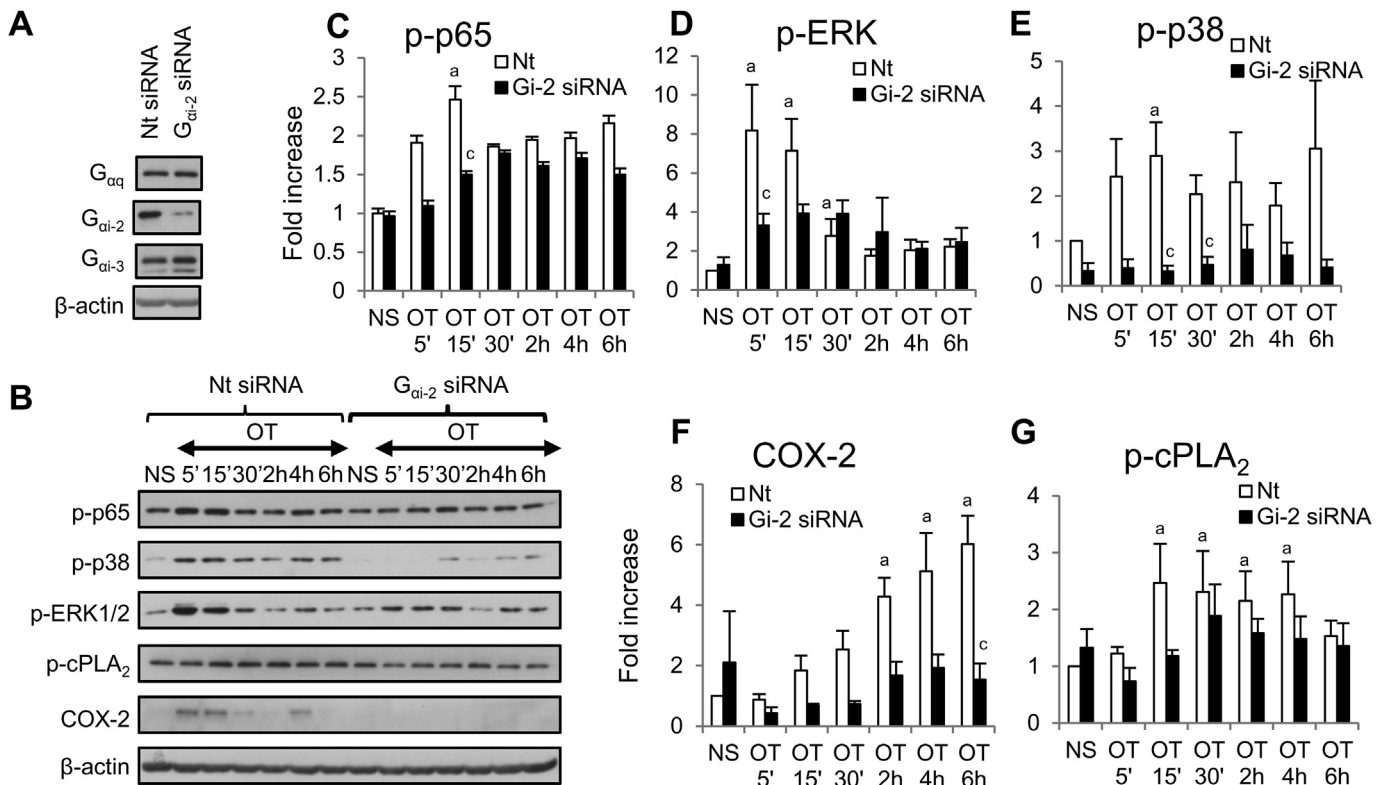 A
Nt siRNA
Gαi-2 siRNA
Gαq
Gαi-2
Gαi-3
β-actin
B
Nt siRNA
Gαi-2 siRNA
OT
OT
NS 5’ 15’ 30’ 2h 4h 6h NS 5’ 15’ 30’ 2h 4h 6h
p-p65
p-p38
p-ERK1/2
p-cPLA2
COX-2
β-actin
C
p-p65
Nt
Gi-2 siRNA
Fold increase
3
2.5
2
1.5
1
0.5
0
a
c
NS OT OT OT OT OT OT
5' 15' 30' 2h 4h 6h
D
p-ERK
Nt
Gi-2 siRNA
12
10
8
6
4
2
0
a
a
c
a
NS OT OT OT OT OT OT
5' 15' 30' 2h 4h 6h
E
p-p38
Nt
Gi-2 siRNA
5
4
3
2
1
0
a
c
c
NS OT OT OT OT OT OT
5' 15' 30' 2h 4h 6h
F
COX-2
Nt
Gi-2 siRNA
Fold increase
8
6
4
2
0
a
a
a
c
NS OT OT OT OT OT OT
5' 15' 30' 2h 4h 6h
G
p-cPLA2
Nt
Gi-2 siRNA
4
3
2
1
0
a
a
a
a
NS OT OT OT OT OT OT
5' 15' 30' 2h 4h 6h